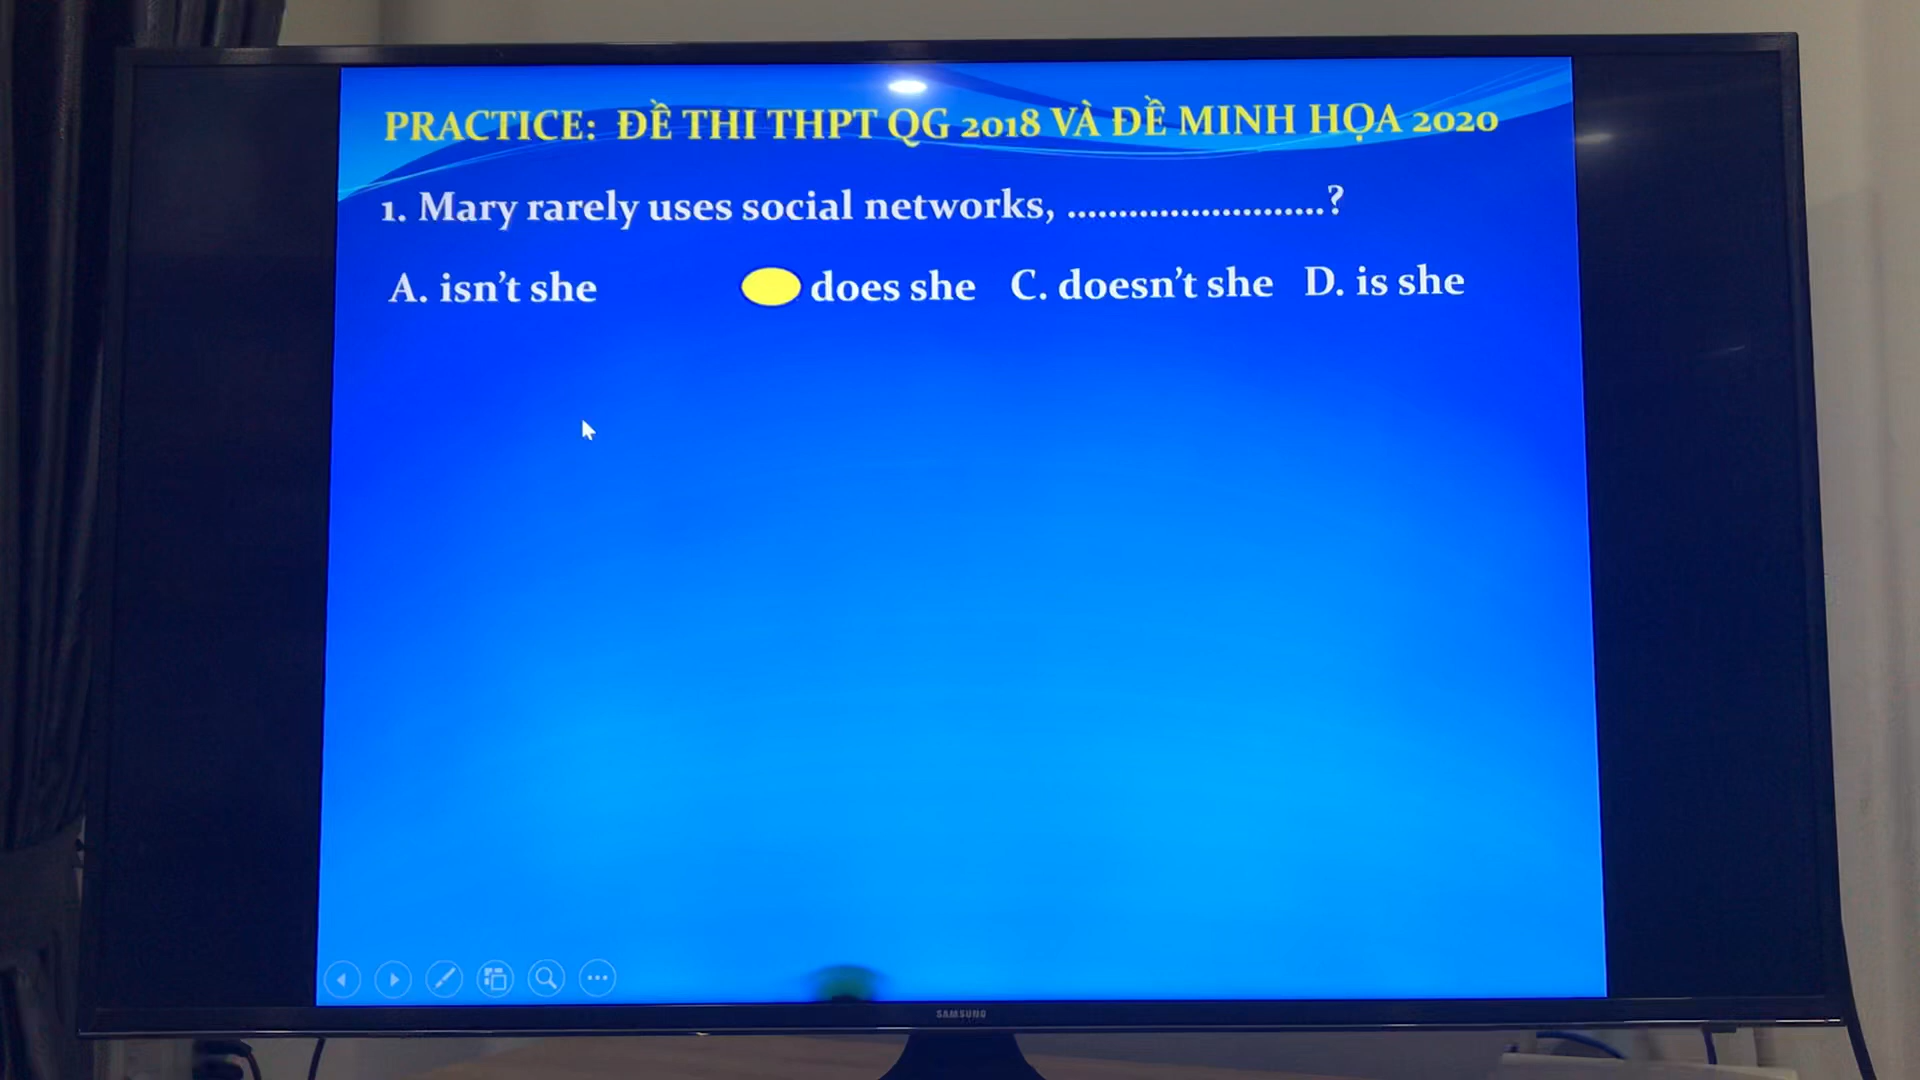 PRACTICE: ĐỀ THI THPT QG 2018 VÀ ĐỀ MINH HỌA 2020
1. Mary rarely uses social networks, .........................?
A. isn't she does she C. doesn't she D. is she
SAMSUNG